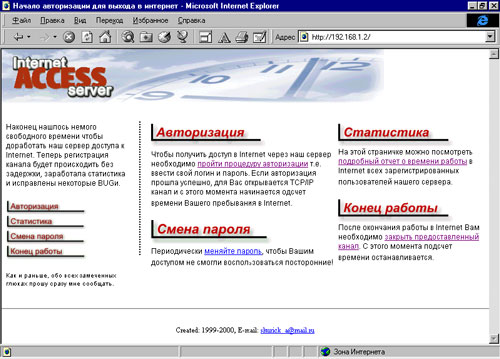 Начало авторизации для выхода в интернет - Microsoft Internet Explorer
Файл Правка Вид Переход Избранное Справка
Адрес http://192.168.1.2/
Internet
ACCESS
server
Наконец нашлось немого
свободного времени чтобы
доработать наш сервер доступа к
Internet. Теперь регистрация
канала будет происходить без
задержки, заработала статистика
и исправлены некоторые BUGи.
Авторизация
Статистика
Смена пароля
Конец работы
Как и раньше, обо всех замеченных
глюках прошу сразу мне сообщать.
Авторизация
Чтобы получить доступ в Internet через наш сервер
необходимо пройти процедуру авторизации т.е.
ввести свой логин и пароль. Если авторизация
прошла успешно, для Вас открывается TCP/IP
канал и с этого момента начинается одсчет
времени Вашего пребывания в Internet.
Смена пароля
Периодически меняйте пароль, чтобы Вашим
доступом не смогли воспользоваться посторонние!
Статистика
На этой страничке можно посмотреть
подробный отчет о времени работы в
Internet всех зарегистрированных
пользователей нашего сервера.
Конец работы
После окончания работы в Internet Вам
необходимо закрыть предоставленный
канал. С этого момента подсчет
времени останавливается.
Created: 1999-2000, E-mail:
Зона Интернета